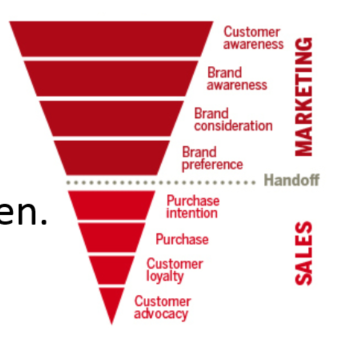 Customer
awareness
Brand
awareness
Brand
consideration
Brand
preference
MARKETING
Handoff
en.
Purchase
intention
Purchase
Customer
loyalty
Customer
advocacy
SALES